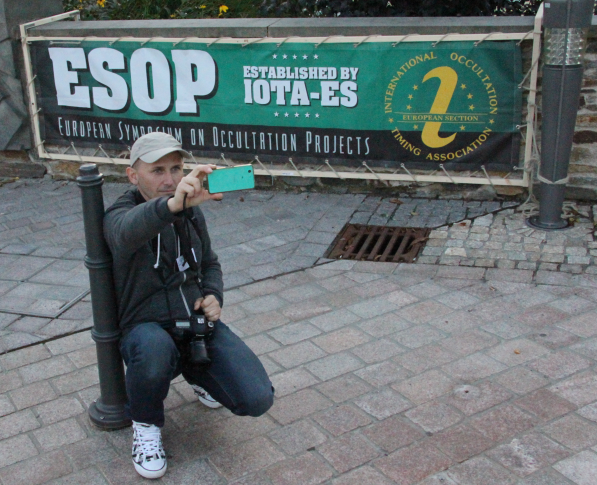 ESOP
ESTABLISHED BY
IOTA-ES
EUROPEAN SYMPOSIUM ON OCCULTATION PROJECTS
INTERNATIONAL OCCULTATION
TIMING ASSOCIATION
i
EUROPEAN SECTION